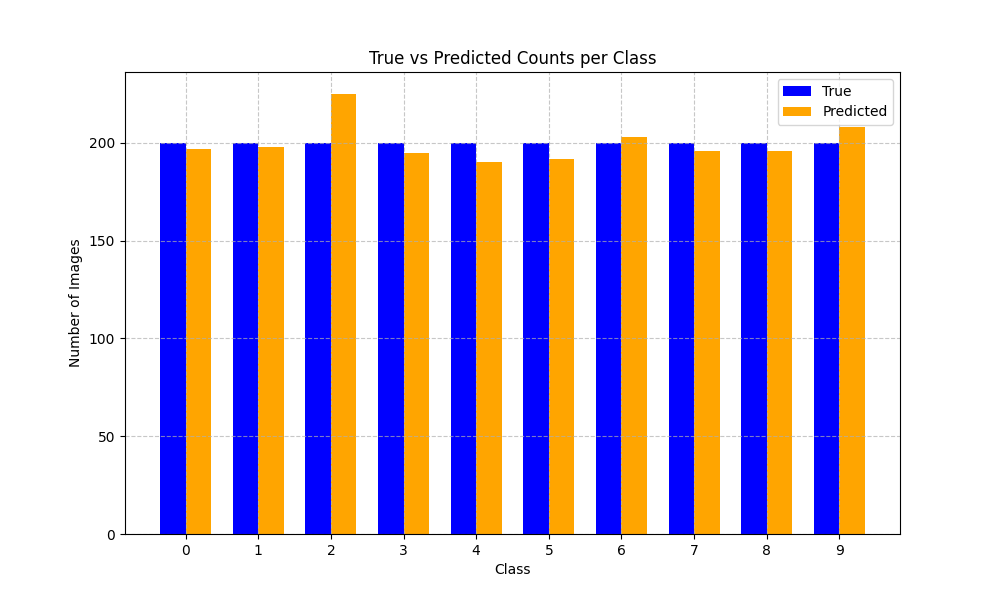 True vs Predicted Counts per Class
True
Predicted
Number of Images
200
150
100
50
0
0 1 2 3 4 5 6 7 8 9
Class